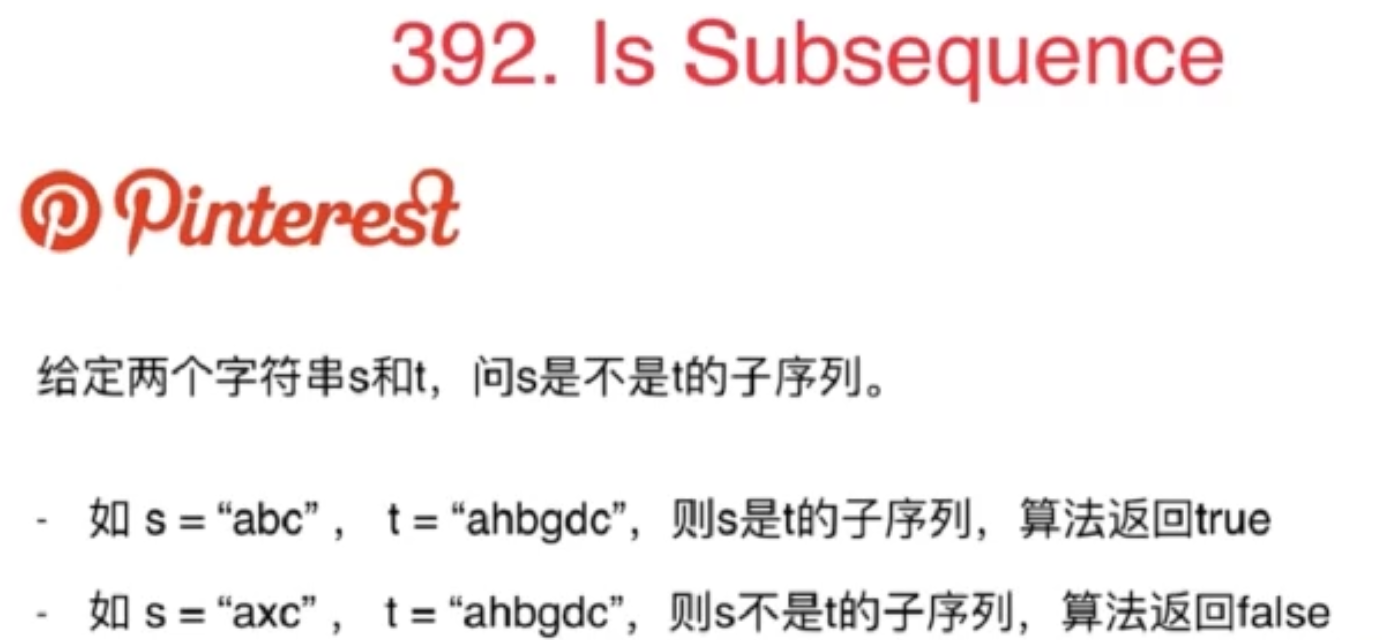 392. Is Subsequence
Pinterest
给定两个字符串s和t，问s是不是t的子序列。
- 如 s = “abc” ， t = “ahbgdc”，则s是t的子序列，算法返回true
- 如 s = “axc” ， t = “ahbgdc”，则s不是t的子序列，算法返回false